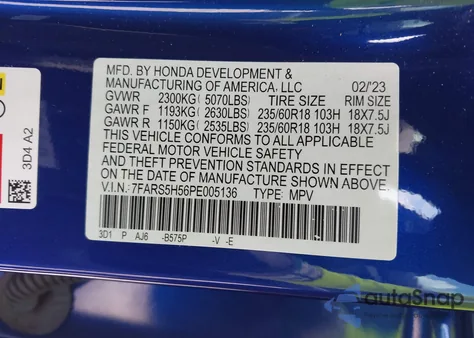 MFD. BY HONDA DEVELOPMENT &
MANUFACTURING OF AMERICA, LLC 02/'23
GVWR 2300KG ( 5070LBS) TIRE SIZE RIM SIZE
GAWR F 1193KG ( 2630LBS) 235/60R18 103H 18X7.5J
GAWR R 1150KG ( 2535LBS) 235/60R18 103H 18X7.5J
THIS VEHICLE CONFORMS TO ALL APPLICABLE
FEDERAL MOTOR VEHICLE SAFETY
AND THEFT PREVENTION STANDARDS IN EFFECT
ON THE DATE OF MANUFACTURE SHOWN ABOVE.
V.I.N.:7FARS5H56PE005136 TYPE: MPV
3D1 P AJ6 -B575P -V -E
3D4 A2
autoSnap